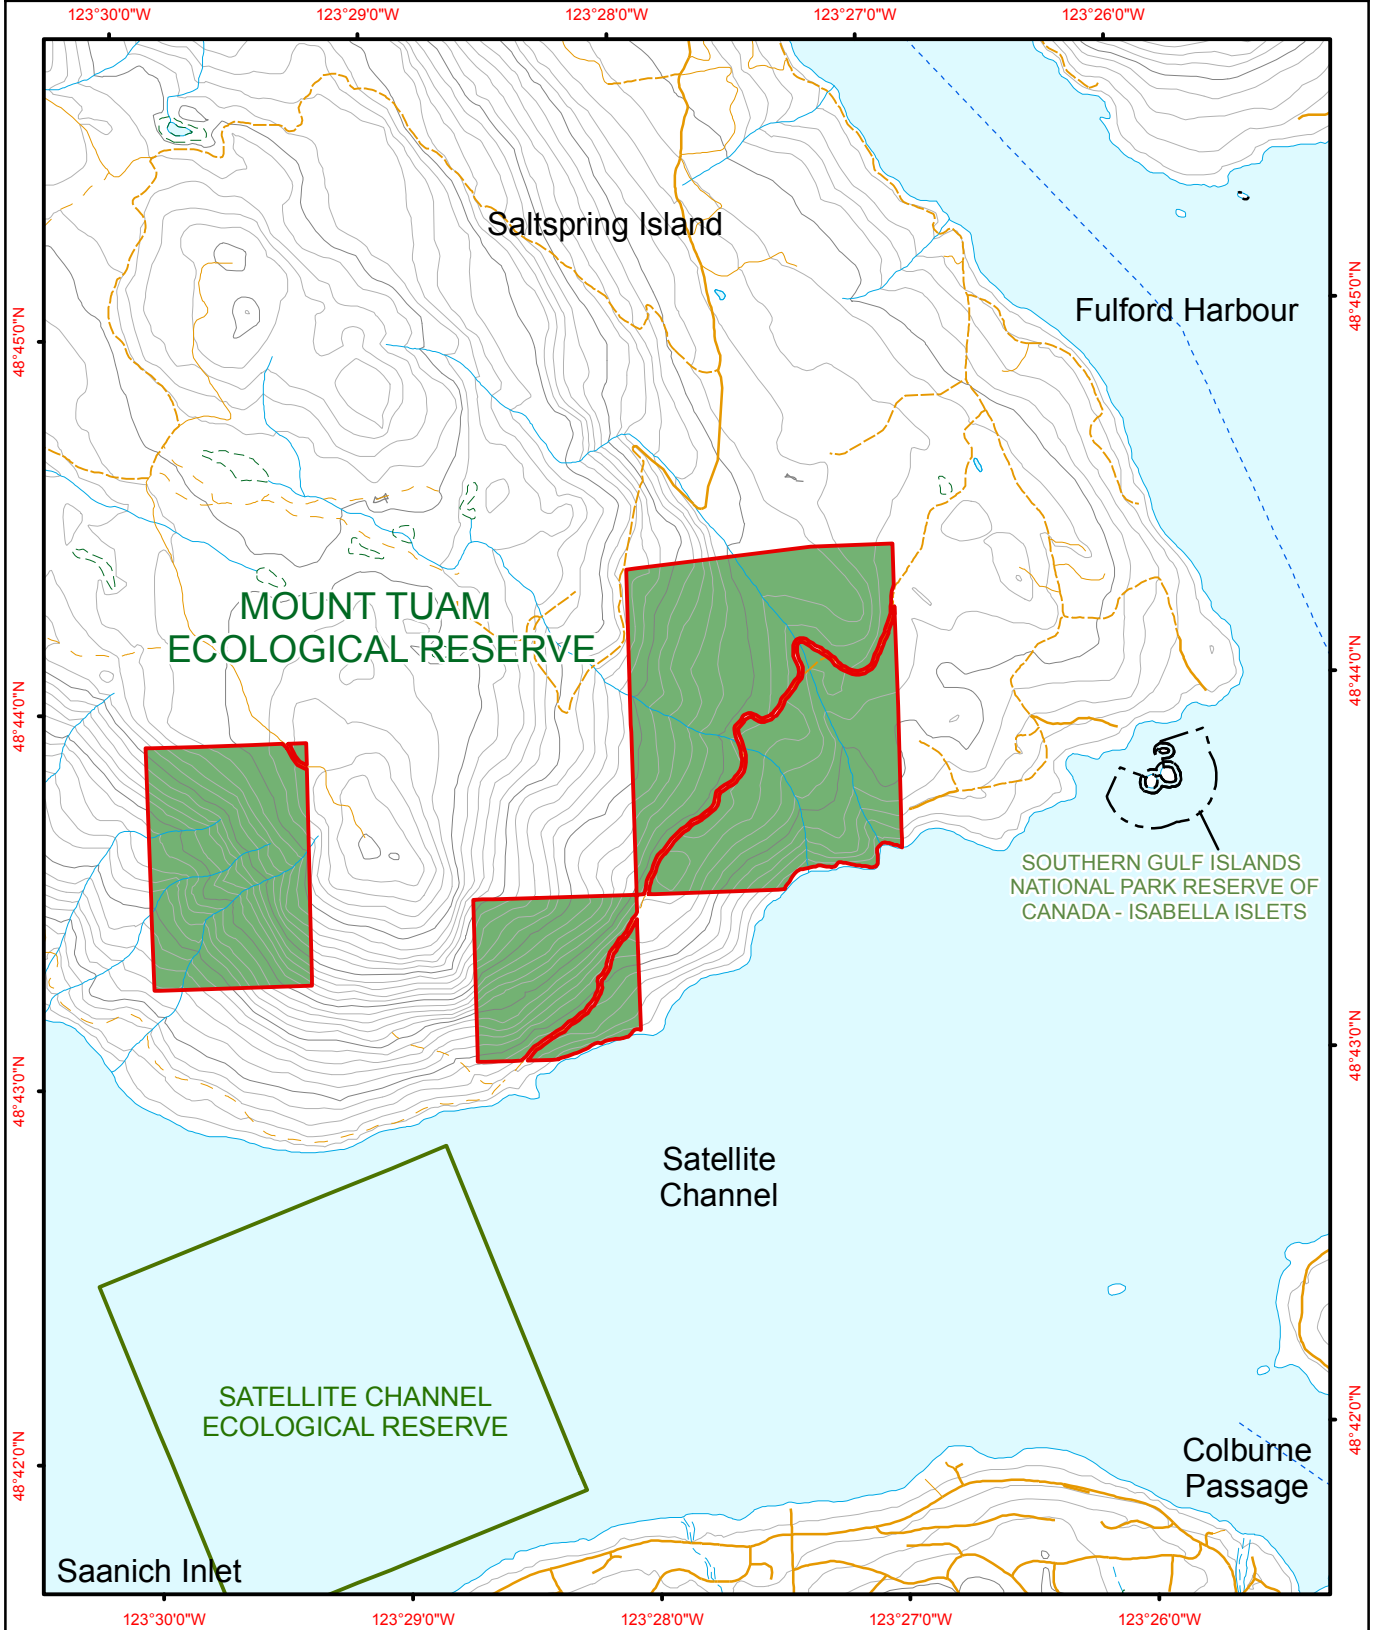 123°30'0"W
123°29'0"W
123°28'0"W
123°27'0"W
123°26'0"W
Saltspring Island
Fulford Harbour
48°45'0"N
48°45'0"N
MOUNT TUAM
ECOLOGICAL RESERVE
48°44'0"N
48°44'0"N
SOUTHERN GULF ISLANDS
NATIONAL PARK RESERVE OF
CANADA - ISABELLA ISLETS
48°43'0"N
48°43'0"N
Satellite
Channel
SATELLITE CHANNEL
ECOLOGICAL RESERVE
48°42'0"N
48°42'0"N
Colburne
Passage
Saanich Inlet
123°30'0"W
123°29'0"W
123°28'0"W
123°27'0"W
123°26'0"W